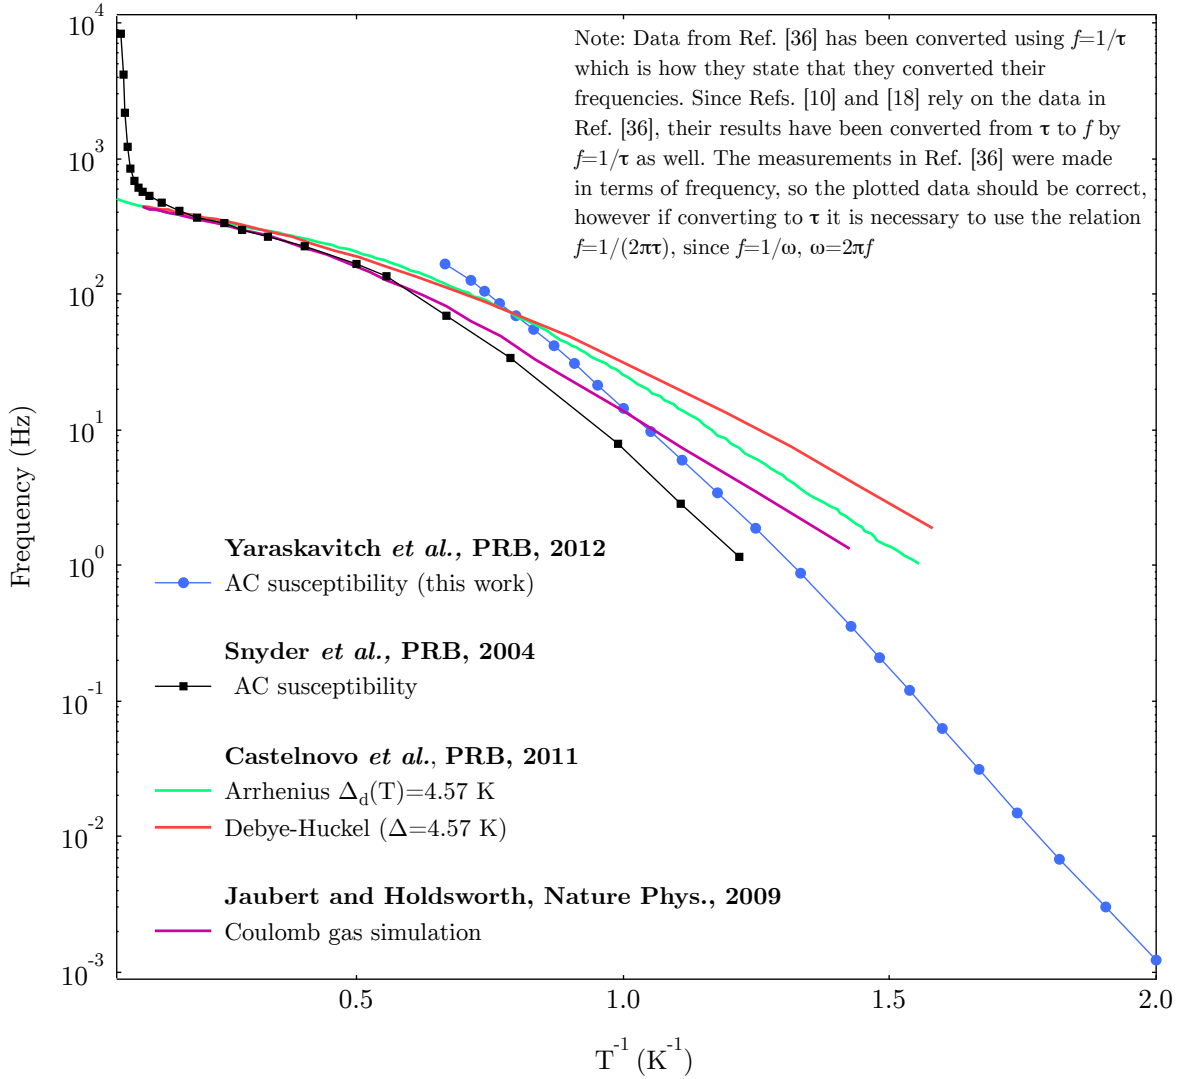 10^4
10^3
10^2
10^1
10^0
10^-1
10^-2
10^-3
Frequency (Hz)
Note: Data from Ref. [36] has been converted using f=1/τ
which is how they state that they converted their
frequencies. Since Refs. [10] and [18] rely on the data in
Ref. [36], their results have been converted from τ to f by
f=1/τ as well. The measurements in Ref. [36] were made
in terms of frequency, so the plotted data should be correct,
however if converting to τ it is necessary to use the relation
f=1/(2πτ), since f=1/ω, ω=2πf
Yaraskavitch et al., PRB, 2012
AC susceptibility (this work)
Snyder et al., PRB, 2004
AC susceptibility
Castelnovo et al., PRB, 2011
Arrhenius Δ_d(T)=4.57 K
Debye-Huckel (Δ=4.57 K)
Jaubert and Holdsworth, Nature Phys., 2009
Coulomb gas simulation
0.5 1.0 1.5 2.0
T^-1 (K^-1)